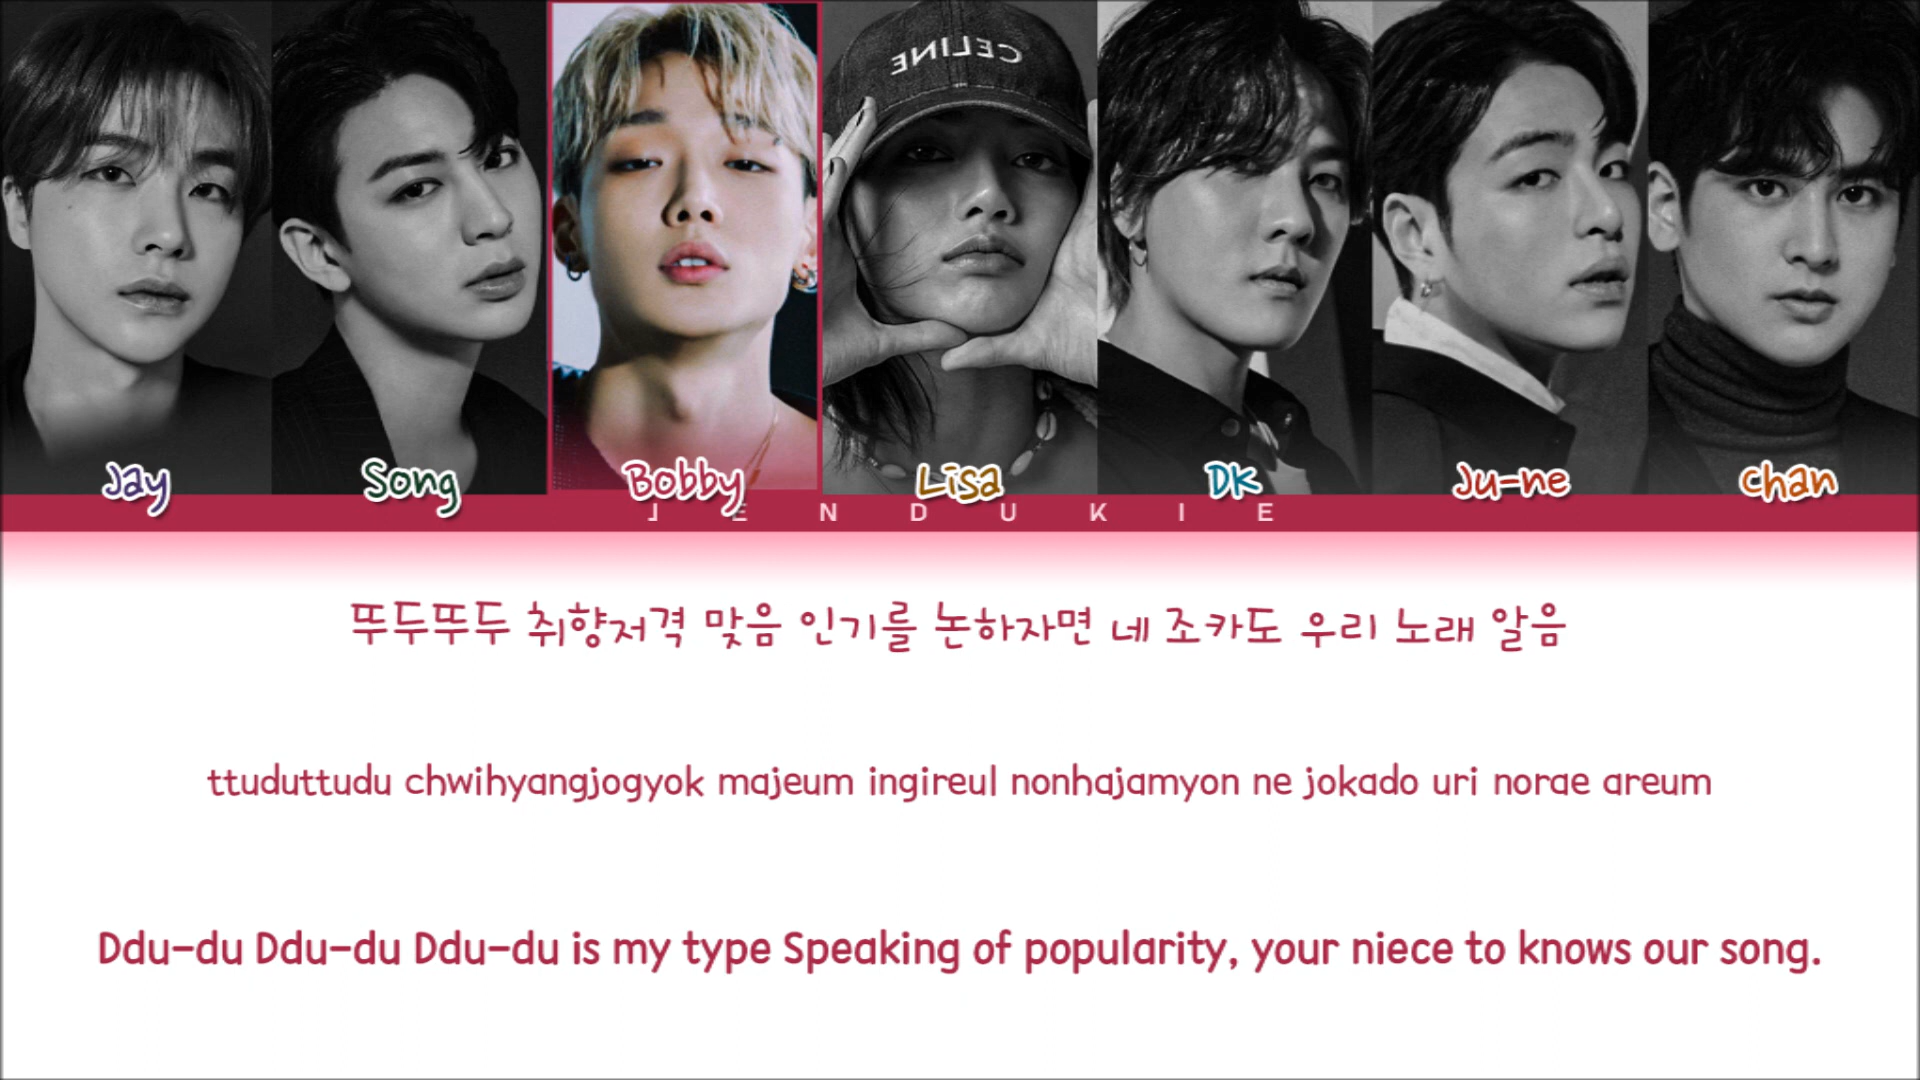 CELINE
Jay Song Bobby Lisa DK Ju-ne chan
JENDUKIE
뚜두뚜두 취향저격 맞음 인기를 논하자면 네 조카도 우리 노래 알음
ttuduttudu chwihyangjogyok majeum ingireul nonhajamyon ne jokado uri norae areum
Ddu-du Ddu-du Ddu-du is my type Speaking of popularity, your niece to knows our song.